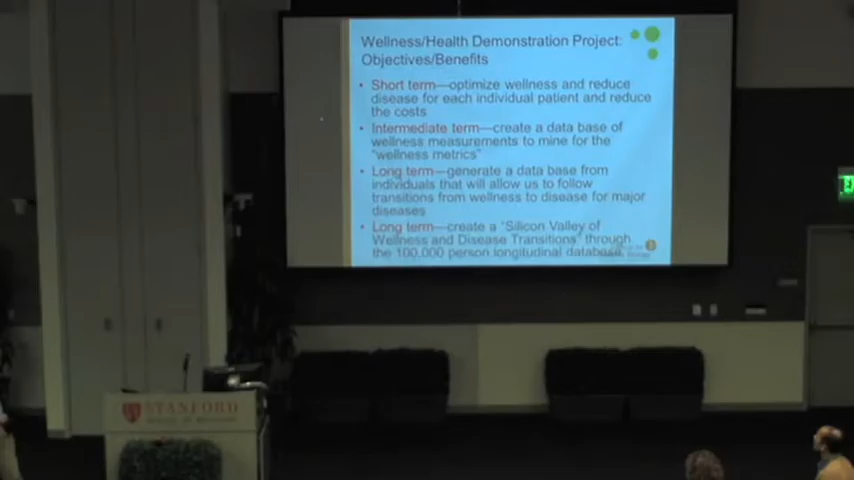 Wellness/Health Demonstration Project:
Objectives/Benefits
• Short term—optimize wellness and reduce
disease for each individual patient and reduce
the costs
• Intermediate term—create a data base of
wellness measurements to mine for the
"wellness metrics"
• Long term—generate a data base from
individuals that will allow us to follow
transitions from wellness to disease for major
diseases
• Long term—create a "Silicon Valley of
Wellness and Disease Transitions" through
the 100,000 person longitudinal database
STANFORD
SCHOOL OF MEDICINE